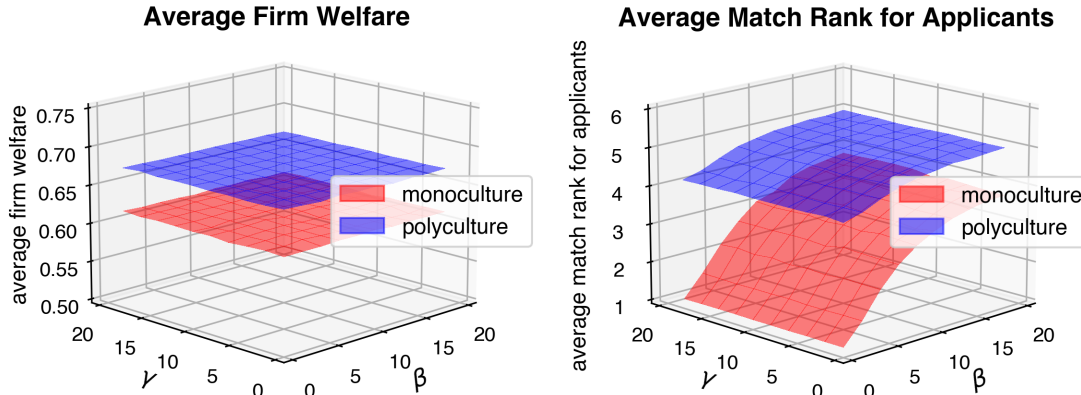 Average Firm Welfare
average firm welfare
0.75
0.70
0.65
0.60
0.55
0.50
20
15
10
5
0
γ
0
5
10
15
20
β
monoculture
polyculture
Average Match Rank for Applicants
average match rank for applicants
6
5
4
3
2
1
20
15
10
5
0
γ
0
5
10
15
20
β
monoculture
polyculture